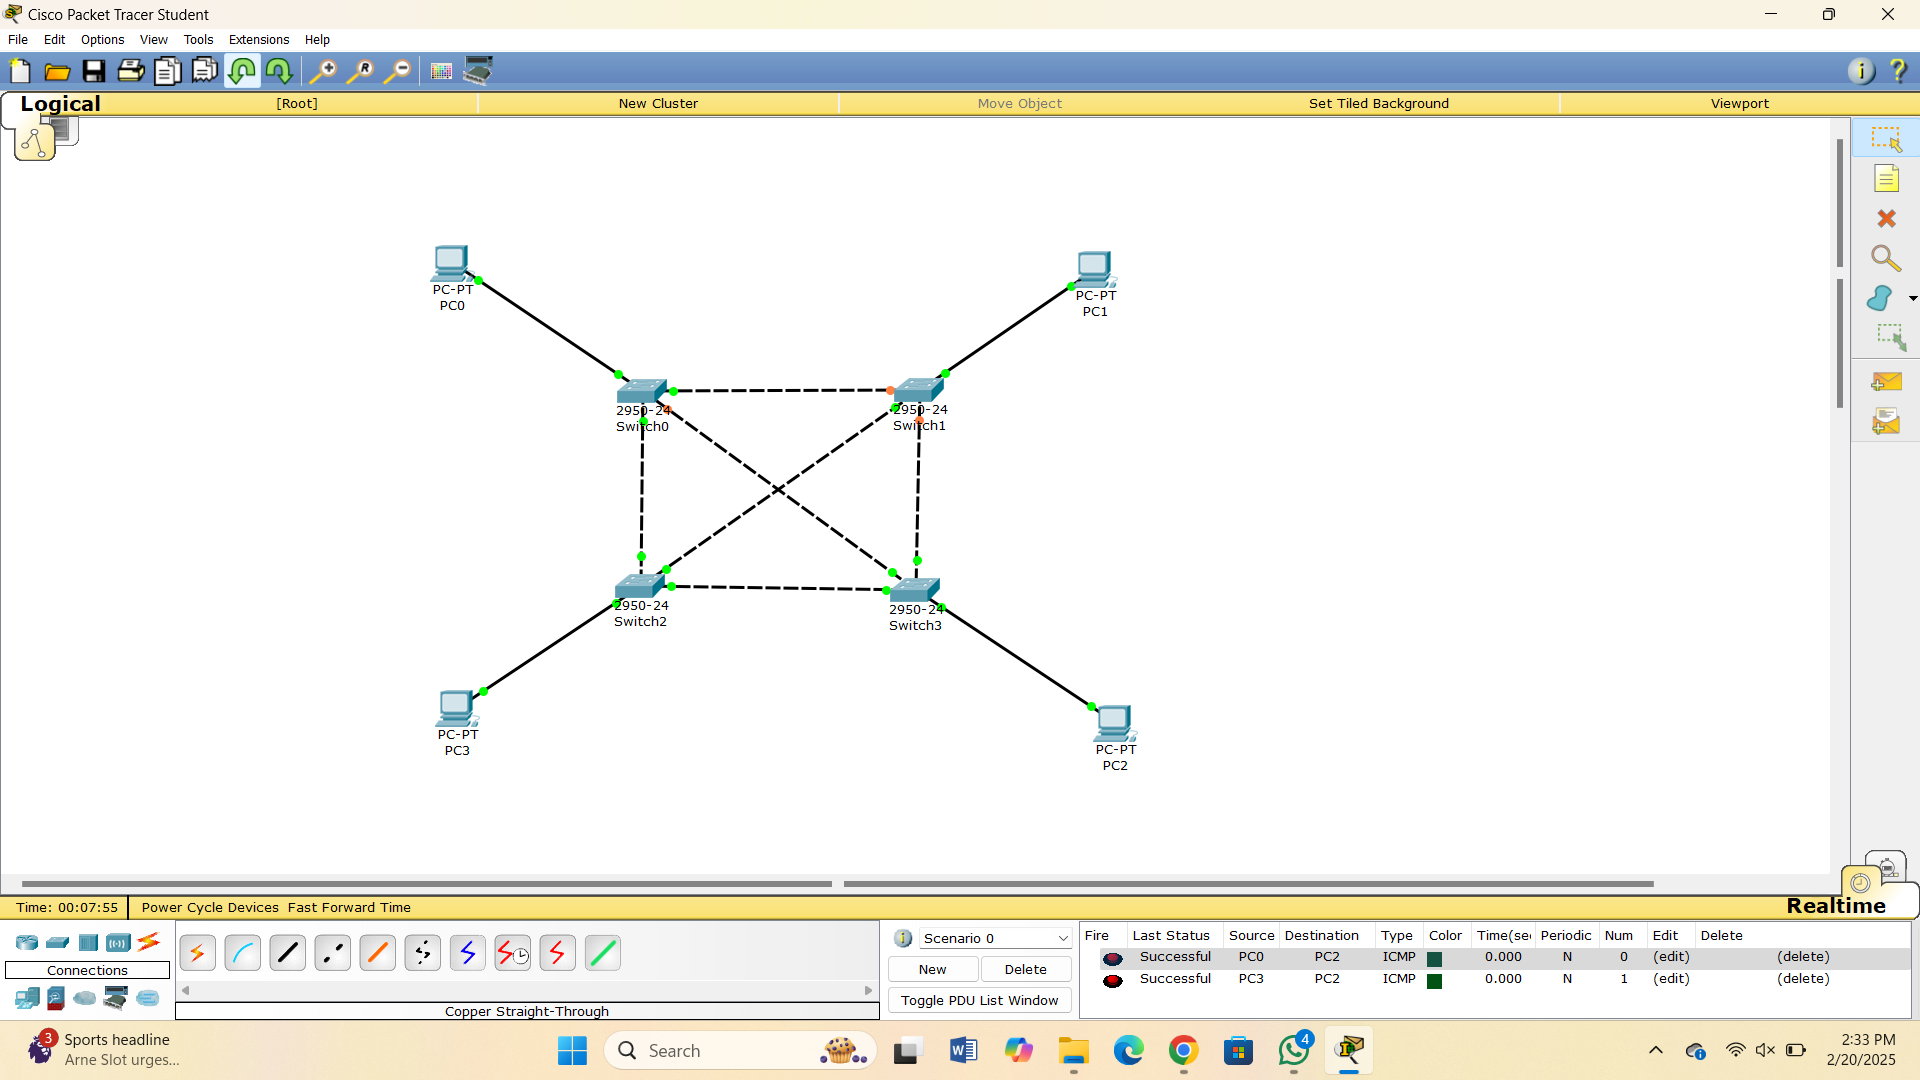 Cisco Packet Tracer Student
File Edit Options View Tools Extensions Help
Logical [Root] New Cluster Move Object Set Tiled Background Viewport
PC-PT
PC0
PC-PT
PC1
2950-24
Switch0
2950-24
Switch1
2950-24
Switch2
2950-24
Switch3
PC-PT
PC3
PC-PT
PC2
Time: 00:07:55 Power Cycle Devices Fast Forward Time Realtime
Connections
Copper Straight-Through
Scenario 0
New Delete
Toggle PDU List Window
Fire Last Status Source Destination Type Color Time(sec Periodic Num Edit Delete
Successful PC0 PC2 ICMP 0.000 N 0 (edit) (delete)
Successful PC3 PC2 ICMP 0.000 N 1 (edit) (delete)
3
Sports headline
Arne Slot urges...
Search
4
2:33 PM
2/20/2025